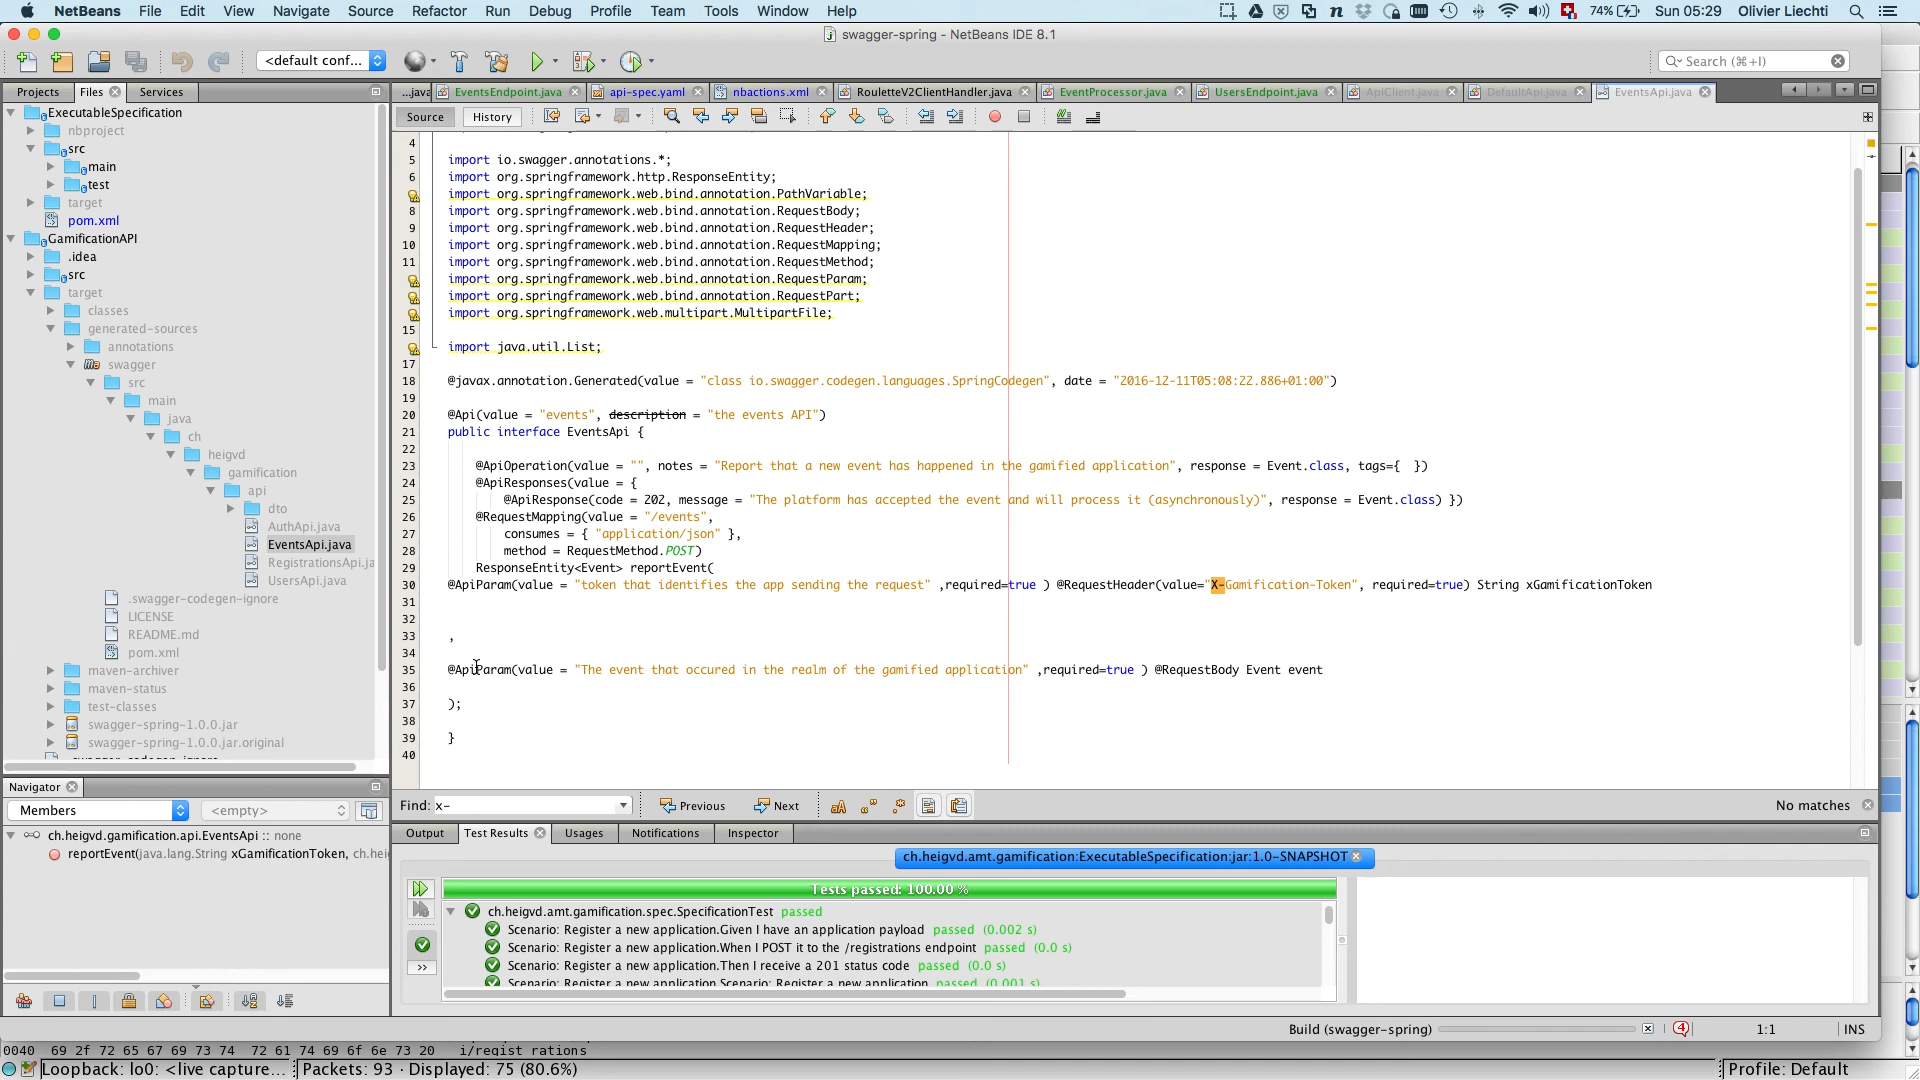 NetBeans File Edit View Navigate Source Refactor Run Debug Profile Team Tools Window Help 74% Sun 05:29 Olivier Liechti
swagger-spring - NetBeans IDE 8.1
<default conf... Search (⌘+I)
Projects Files Services
...java EventsEndpoint.java api-spec.yaml nbactions.xml RouletteV2ClientHandler.java EventProcessor.java UsersEndpoint.java ApiClient.java DefaultApi.java EventsApi.java
Source History
ExecutableSpecification
nbproject
src
main
test
target
pom.xml
GamificationAPI
.idea
src
target
classes
generated-sources
annotations
swagger
src
main
java
ch
heigvd
gamification
api
dto
AuthApi.java
EventsApi.java
RegistrationsApi.ja
UsersApi.java
.swagger-codegen-ignore
LICENSE
README.md
pom.xml
maven-archiver
maven-status
test-classes
swagger-spring-1.0.0.jar
swagger-spring-1.0.0.jar.original
4
5 import io.swagger.annotations.*;
6 import org.springframework.http.ResponseEntity;
import org.springframework.web.bind.annotation.PathVariable;
8 import org.springframework.web.bind.annotation.RequestBody;
9 import org.springframework.web.bind.annotation.RequestHeader;
10 import org.springframework.web.bind.annotation.RequestMapping;
11 import org.springframework.web.bind.annotation.RequestMethod;
import org.springframework.web.bind.annotation.RequestParam;
import org.springframework.web.bind.annotation.RequestPart;
import org.springframework.web.multipart.MultipartFile;
15
import java.util.List;
17
18 @javax.annotation.Generated(value = "class io.swagger.codegen.languages.SpringCodegen", date = "2016-12-11T05:08:22.886+01:00")
19
20 @Api(value = "events", description = "the events API")
21 public interface EventsApi {
22
23 @ApiOperation(value = "", notes = "Report that a new event has happened in the gamified application", response = Event.class, tags={  })
24 @ApiResponses(value = {
25 @ApiResponse(code = 202, message = "The platform has accepted the event and will process it (asynchronously)", response = Event.class) })
26 @RequestMapping(value = "/events",
27 consumes = { "application/json" },
28 method = RequestMethod.POST)
29 ResponseEntity<Event> reportEvent(
30 @ApiParam(value = "token that identifies the app sending the request" ,required=true ) @RequestHeader(value="X-Gamification-Token", required=true) String xGamificationToken
31
32
33 ,
34
35 @ApiParam(value = "The event that occured in the realm of the gamified application" ,required=true ) @RequestBody Event event
36
37 );
38
39 }
40
Find: x- Previous Next No matches
Navigator
Members <empty>
ch.heigvd.gamification.api.EventsApi :: none
reportEvent(java.lang.String xGamificationToken, ch.hei
Output Test Results Usages Notifications Inspector
ch.heigvd.amt.gamification:ExecutableSpecification:jar:1.0-SNAPSHOT
Tests passed: 100.00 %
ch.heigvd.amt.gamification.spec.SpecificationTest passed
Scenario: Register a new application.Given I have an application payload passed (0.002 s)
Scenario: Register a new application.When I POST it to the /registrations endpoint passed (0.0 s)
Scenario: Register a new application.Then I receive a 201 status code passed (0.0 s)
Scenario: Register a new application.Scenario: Register a new application passed (0.001 s)
Build (swagger-spring) 4 1:1 INS
0040 69 2f 72 65 67 69 73 74 72 61 74 69 6f 6e 73 20 i/regist rations
Loopback: lo0: <live capture... Packets: 93 · Displayed: 75 (80.6%) Profile: Default